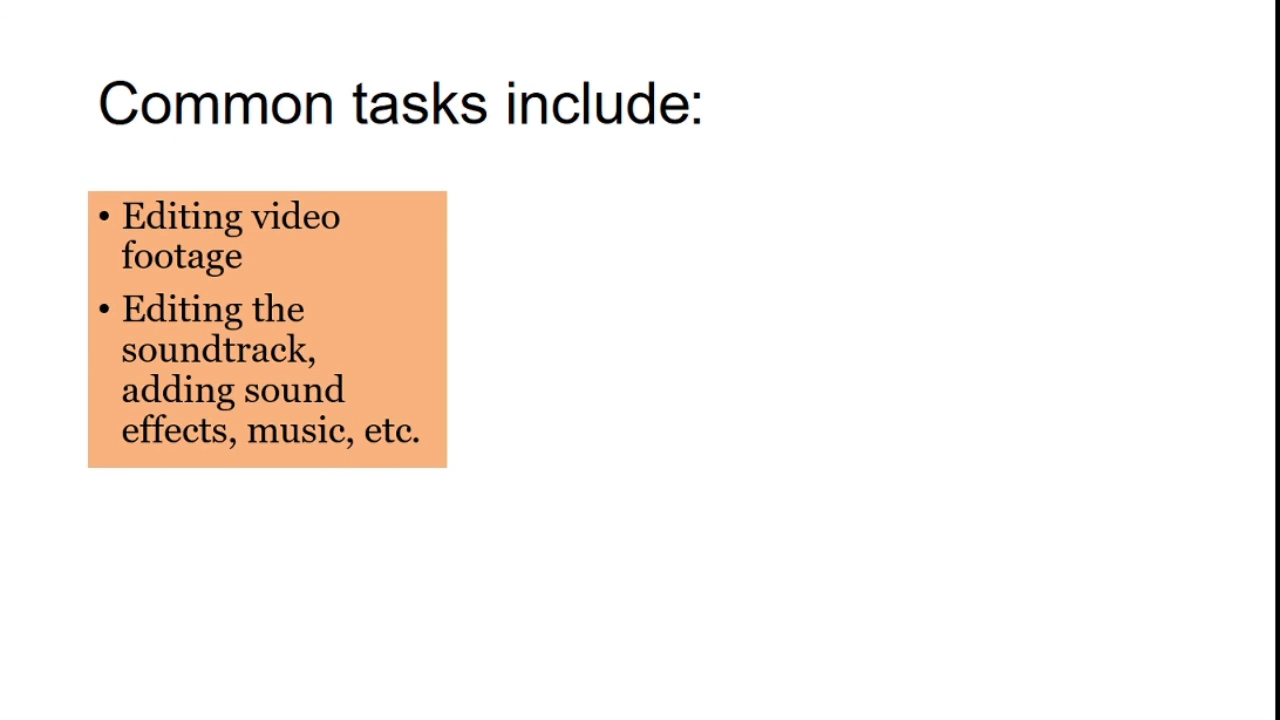 Common tasks include:
• Editing video
footage
• Editing the
soundtrack,
adding sound
effects, music, etc.